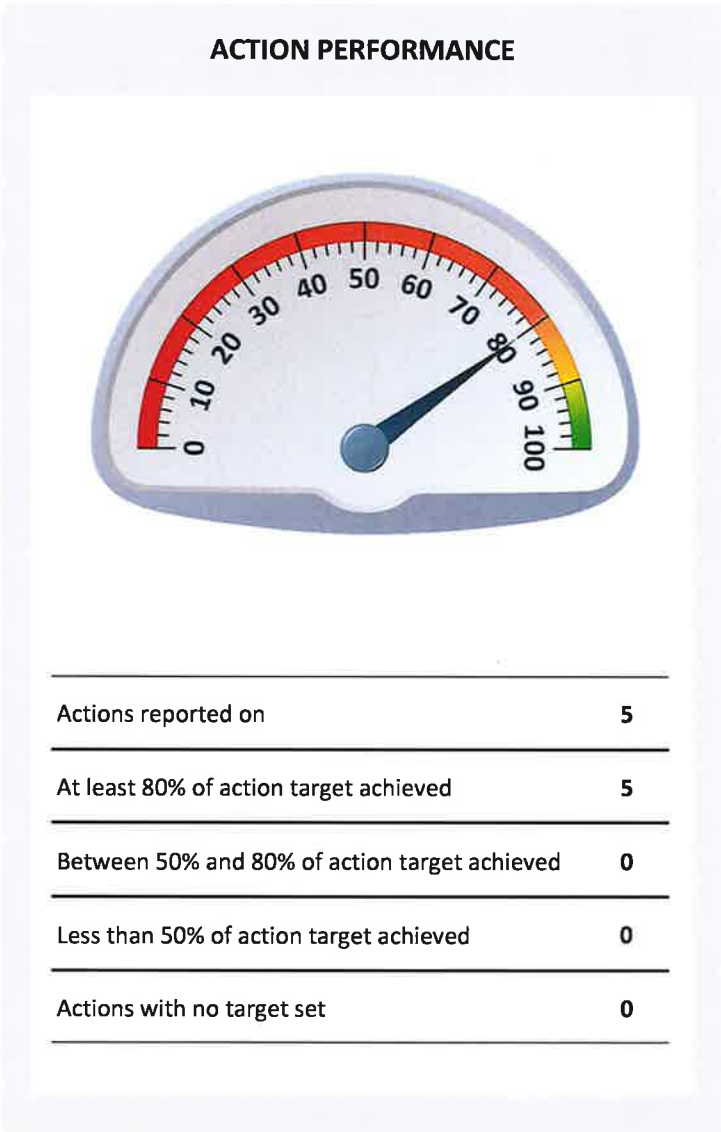 ACTION PERFORMANCE
0
10
20
30
40
50
60
70
80
90
100
Actions reported on 5
At least 80% of action target achieved 5
Between 50% and 80% of action target achieved 0
Less than 50% of action target achieved 0
Actions with no target set 0